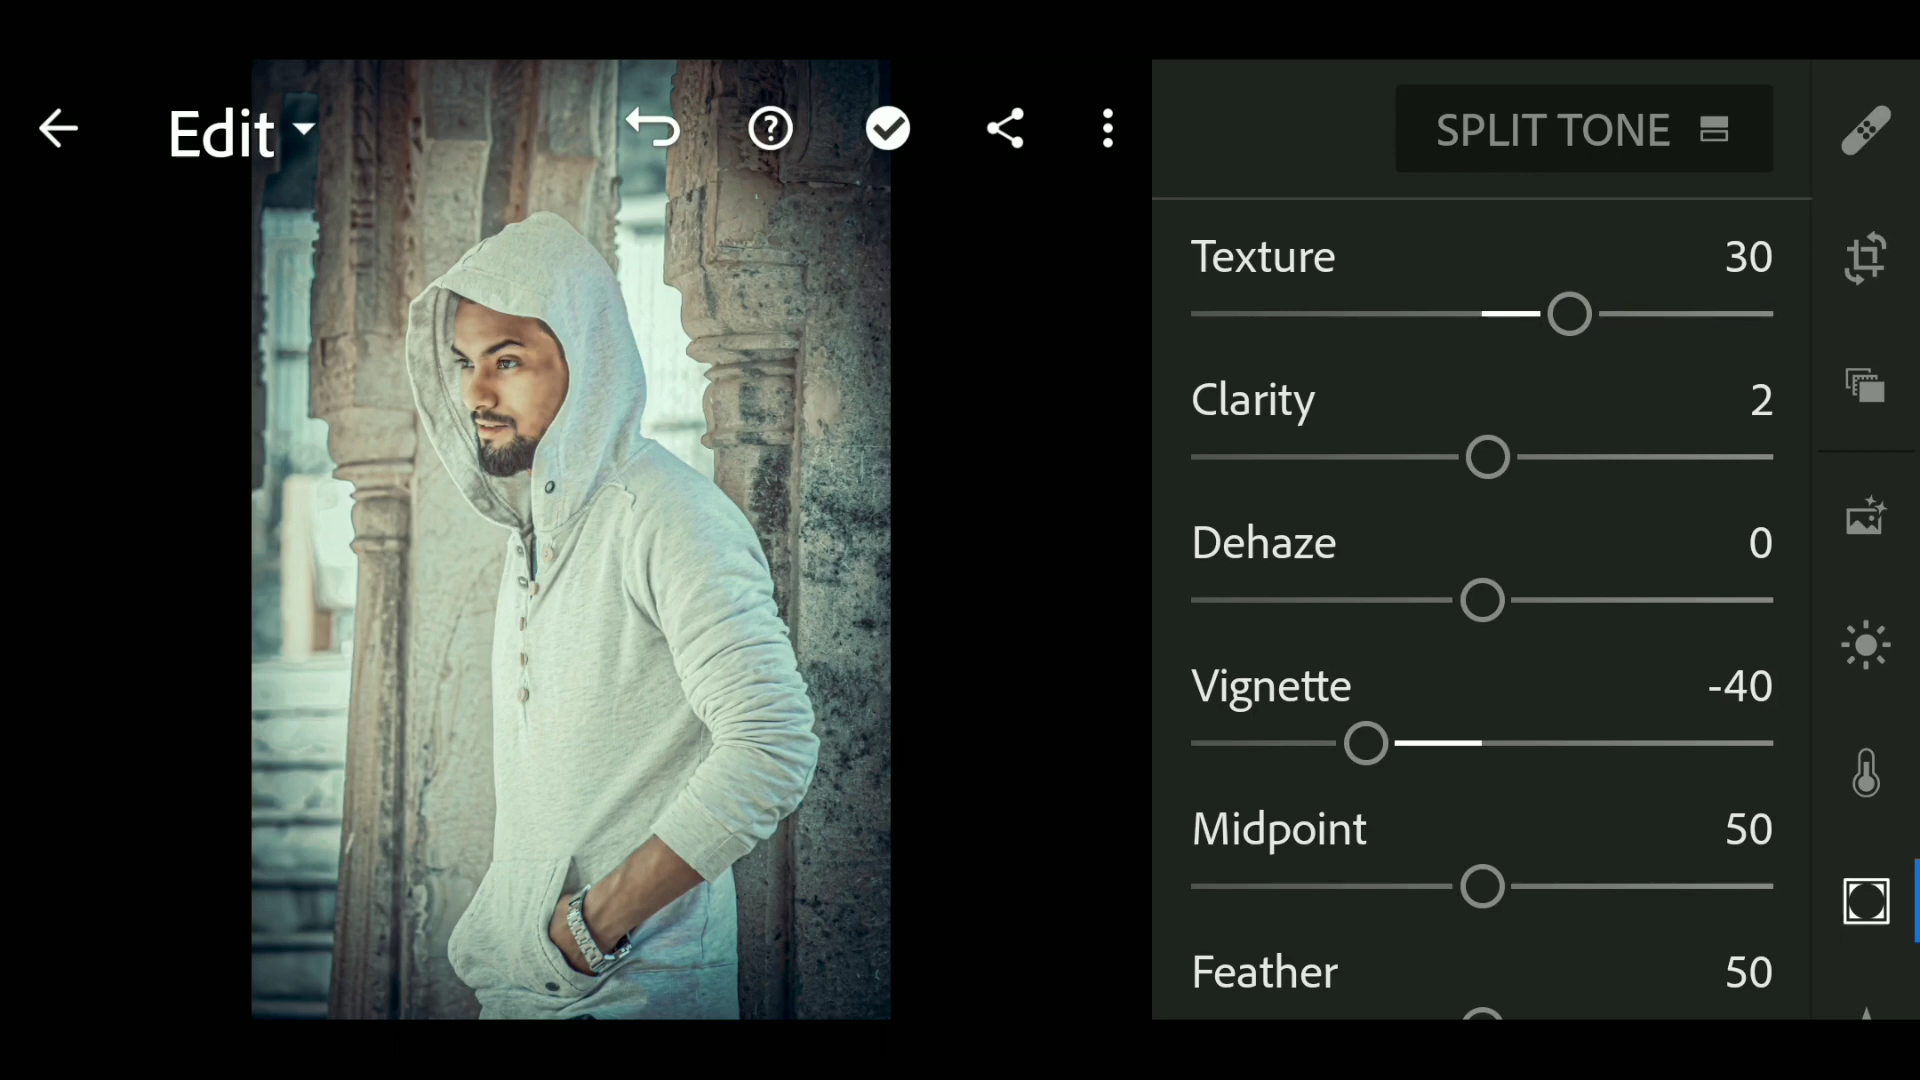 Edit
SPLIT TONE
Texture 30
Clarity 2
Dehaze 0
Vignette -40
Midpoint 50
Feather 50